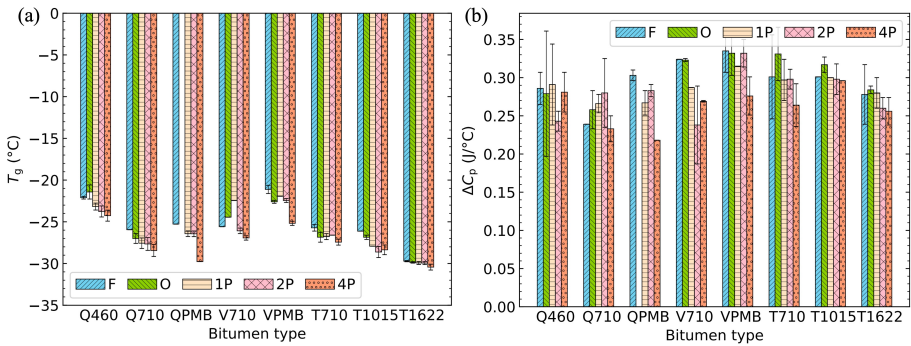 (a)
0
−5
−10
−15
−20
−25
−30
−35
Tg (°C)
F O 1P 2P 4P
Q460 Q710 QPMB V710 VPMB T710 T1015 T1622
Bitumen type
(b)
0.35
0.30
0.25
0.20
0.15
0.10
0.05
0.00
ΔCp (J/°C)
F O 1P 2P 4P
Q460 Q710 QPMB V710 VPMB T710 T1015 T1622
Bitumen type